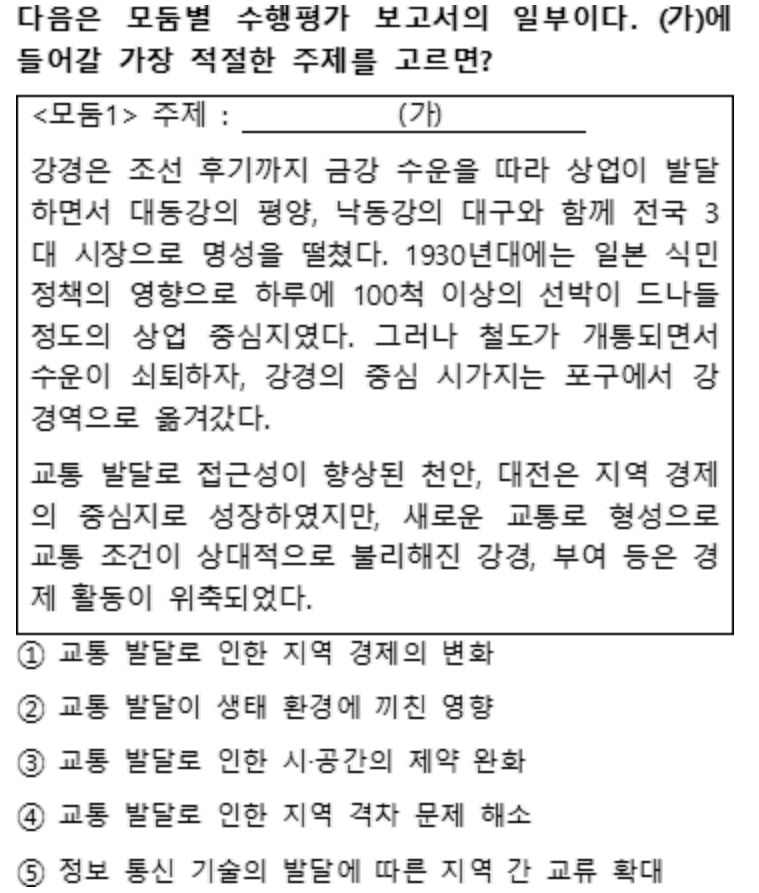 다음은 모둠별 수행평가 보고서의 일부이다. (가)에
들어갈 가장 적절한 주제를 고르면?
<모둠1> 주제 : (가)
강경은 조선 후기까지 금강 수운을 따라 상업이 발달
하면서 대동강의 평양, 낙동강의 대구와 함께 전국 3
대 시장으로 명성을 떨쳤다. 1930년대에는 일본 식민
정책의 영향으로 하루에 100척 이상의 선박이 드나들
정도의 상업 중심지였다. 그러나 철도가 개통되면서
수운이 쇠퇴하자, 강경의 중심 시가지는 포구에서 강
경역으로 옮겨갔다.
교통 발달로 접근성이 향상된 천안, 대전은 지역 경제
의 중심지로 성장하였지만, 새로운 교통로 형성으로
교통 조건이 상대적으로 불리해진 강경, 부여 등은 경
제 활동이 위축되었다.
① 교통 발달로 인한 지역 경제의 변화
② 교통 발달이 생태 환경에 끼친 영향
③ 교통 발달로 인한 시·공간의 제약 완화
④ 교통 발달로 인한 지역 격차 문제 해소
⑤ 정보 통신 기술의 발달에 따른 지역 간 교류 확대